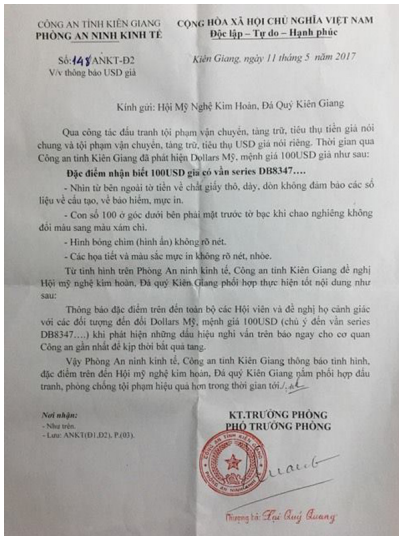 CÔNG AN TỈNH KIÊN GIANG
PHÒNG AN NINH KINH TẾ
CỘNG HÒA XÃ HỘI CHỦ NGHĨA VIỆT NAM
Độc lập – Tự do – Hạnh phúc
Số: 148/ANKT-Đ2
V/v thông báo USD giả
Kiên Giang, ngày 11 tháng 5 năm 2017
Kính gửi: Hội Mỹ Nghệ Kim Hoàn, Đá Quý Kiên Giang
Qua công tác đấu tranh tội phạm vận chuyển, tàng trữ, tiêu thụ tiền giả nói
chung và tội phạm vận chuyển, tàng trữ, tiêu thụ USD giả nói riêng. Thời gian qua
Công an tỉnh Kiên Giang đã phát hiện Dollars Mỹ, mệnh giá 100USD giả như sau:
Đặc điểm nhận biết 100USD giả có vần series DB8347….
- Nhìn từ bên ngoài tờ tiền về chất giấy thô, dày, dòn không đảm bảo các số
liệu về cấu tạo, về bảo hiểm, mực in.
- Con số 100 ở góc dưới bên phải mặt trước tờ bạc khi chao nghiêng không
đổi màu sang màu xám chì.
- Hình bóng chìm (hình ẩn) không rõ nét.
- Các họa tiết và màu sắc mực in không rõ nét, nhòe.
Từ tình hình trên Phòng An ninh kinh tế, Công an tỉnh Kiên Giang đề nghị
Hội mỹ nghệ kim hoàn, Đá quý Kiên Giang phối hợp thực hiện tốt nội dung như
sau:
Thông báo đặc điểm trên đến toàn bộ các Hội viên và đề nghị họ cảnh giác
với các đối tượng đến đổi Dollars Mỹ, mệnh giá 100USD (chú ý đến vần series
DB8347….) khi phát hiện những dấu hiệu nghi vấn trên báo ngay cho cơ quan
Công an gần nhất để kịp thời bắt quả tang.
Vậy Phòng An ninh kinh tế, Công an tỉnh Kiên Giang thông báo tình hình,
đặc điểm trên đến Hội mỹ nghệ kim hoàn, Đá quý Kiên Giang nắm phối hợp đấu
tranh, phòng chống tội phạm hiệu quả hơn trong thời gian tới./.
Nơi nhận:
- Như trên.
- Lưu: ANKT(Đ1,Đ2), P.(03).
KT.TRƯỞNG PHÒNG
PHÓ TRƯỞNG PHÒNG
Thượng tá: Lại Quý Quang